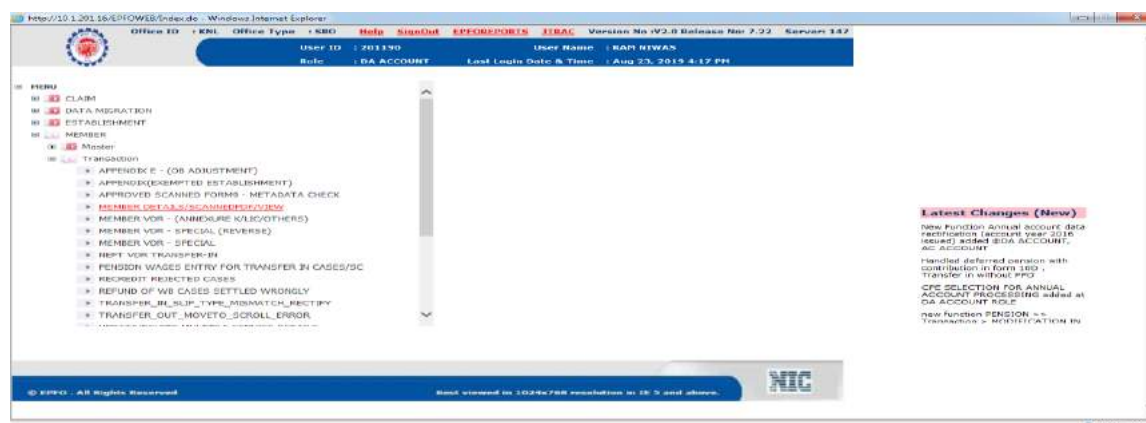 http://10.1.201.16/EPFOWEB/Index.do - Windows Internet Explorer
Office ID : KNL Office Type : SRO Help SignOut EPFOREPORTS JIRAC Version No :V2.0 Release No: 7.22 Server: 147
User ID : 201190 User Name : RAM NIWAS
Role : DA ACCOUNT Last Login Date & Time : Aug 23, 2019 4:17 PM
MENU
CLAIM
DATA MIGRATION
ESTABLISHMENT
MEMBER
Master
Transaction
APPENDIX E - (OB ADJUSTMENT)
APPENDIX(EXEMPTED ESTABLISHMENT)
APPROVED SCANNED FORMS - METADATA CHECK
MEMBER DETAILS/SCANNEDPDF/VIEW
MEMBER VDR - (ANNEXURE K/LIC/OTHERS)
MEMBER VDR - SPECIAL (REVERSE)
MEMBER VDR - SPECIAL
NEFT VDR TRANSFER-IN
PENSION WAGES ENTRY FOR TRANSFER IN CASES/SC
RECREDIT REJECTED CASES
REFUND OF WB CASES SETTLED WRONGLY
TRANSFER_IN_SLIP_TYPE_MISMATCH_RECTIFY
TRANSFER_OUT_MOVETO_SCROLL_ERROR
Latest Changes (New)
New Function Annual account data
rectification (account year 2016
issued) added @DA ACCOUNT,
AC ACCOUNT
Handled deferred pension with
contribution in form 10D ,
Transfer in without PPO
CPE SELECTION FOR ANNUAL
ACCOUNT PROCESSING added at
DA ACCOUNT ROLE
new function PENSION >>
Transaction > MODIFICATION IN
© EPFO . All Rights Reserved Best viewed in 1024x768 resolution in IE 5 and above.
NIC